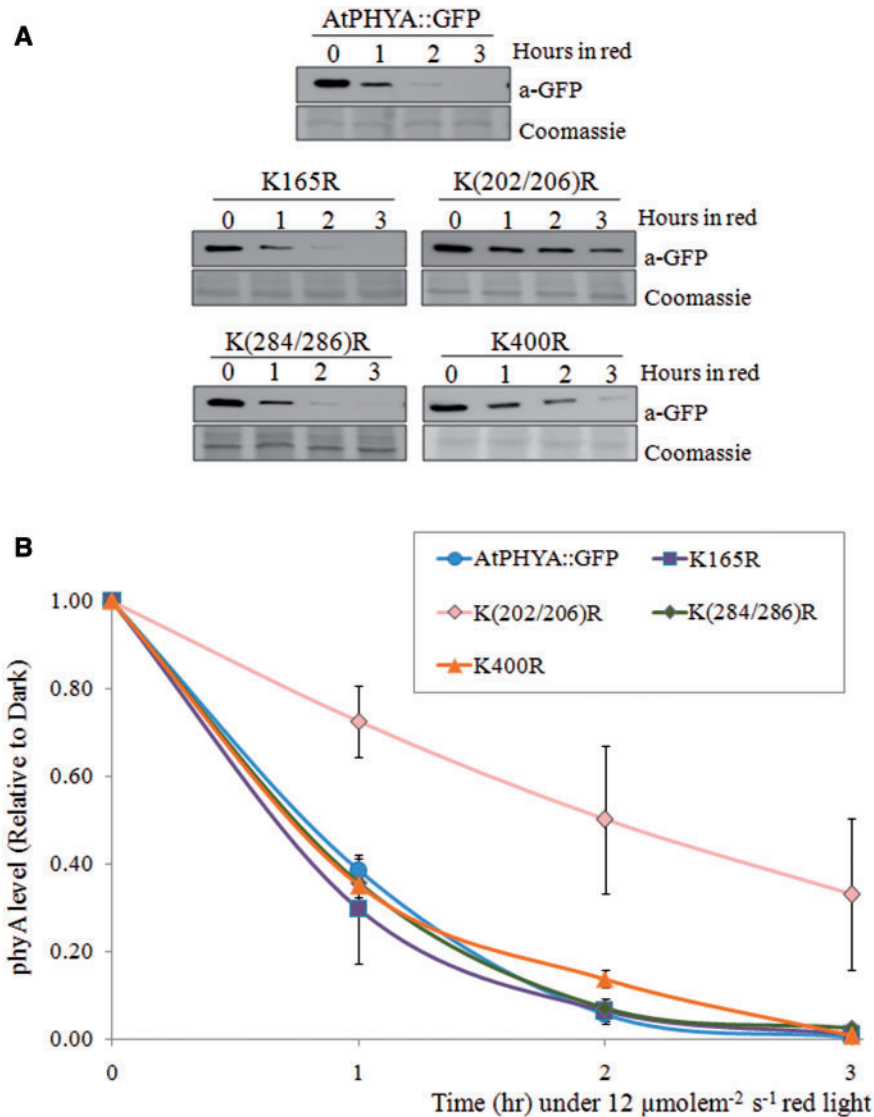 A
AtPHYA::GFP
0 1 2 3 Hours in red
a-GFP
Coomassie
K165R
0 1 2 3
K(202/206)R
0 1 2 3 Hours in red
a-GFP
Coomassie
K(284/286)R
0 1 2 3
K400R
0 1 2 3 Hours in red
a-GFP
Coomassie
B
AtPHYA::GFP K165R
K(202/206)R K(284/286)R
K400R
phyA level (Relative to Dark)
1.00
0.80
0.60
0.40
0.20
0.00
0 1 2 3
Time (hr) under 12 µmolem⁻² s⁻¹ red light